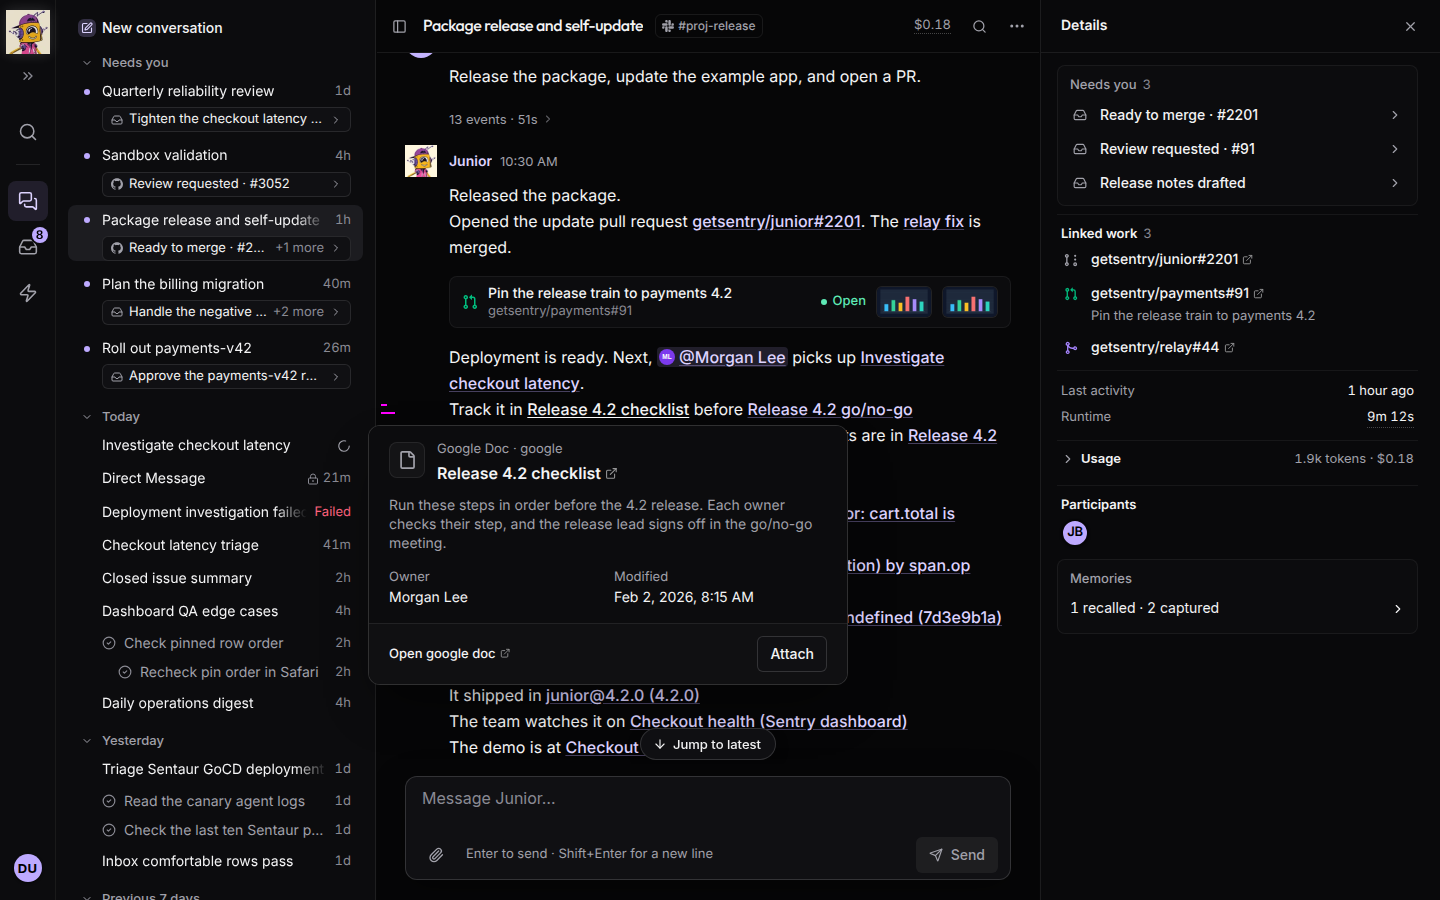 New conversation
Needs you
Quarterly reliability review 1d
Tighten the checkout latency ...
Sandbox validation 4h
Review requested · #3052
Package release and self-update 1h
Ready to merge · #2... +1 more
8
Plan the billing migration 40m
Handle the negative ... +2 more
Roll out payments-v42 26m
Approve the payments-v42 r...
Today
Investigate checkout latency
Direct Message 21m
Deployment investigation failed Failed
Checkout latency triage 41m
Closed issue summary 2h
Dashboard QA edge cases 4h
Check pinned row order 2h
Recheck pin order in Safari 2h
Daily operations digest 4h
Yesterday
Triage Sentaur GoCD deployment 1d
Read the canary agent logs 1d
Check the last ten Sentaur p... 1d
Inbox comfortable rows pass 1d
Previous 7 days
DU
Package release and self-update #proj-release $0.18
Release the package, update the example app, and open a PR.
13 events · 51s
Junior 10:30 AM
Released the package.
Opened the update pull request getsentry/junior#2201. The relay fix is
merged.
Pin the release train to payments 4.2
getsentry/payments#91
Open
Deployment is ready. Next, ML @Morgan Lee picks up Investigate
checkout latency.
Track it in Release 4.2 checklist before Release 4.2 go/no-go
s are in Release 4.2
or: cart.total is
tion) by span.op
ndefined (7d3e9b1a)
Google Doc · google
Release 4.2 checklist
Run these steps in order before the 4.2 release. Each owner
checks their step, and the release lead signs off in the go/no-go
meeting.
Owner Modified
Morgan Lee Feb 2, 2026, 8:15 AM
Open google doc Attach
It shipped in junior@4.2.0 (4.2.0)
The team watches it on Checkout health (Sentry dashboard)
The demo is at Checkout
Jump to latest
Message Junior...
Enter to send · Shift+Enter for a new line
Send
Details
Needs you 3
Ready to merge · #2201
Review requested · #91
Release notes drafted
Linked work 3
getsentry/junior#2201
getsentry/payments#91
Pin the release train to payments 4.2
getsentry/relay#44
Last activity 1 hour ago
Runtime 9m 12s
Usage 1.9k tokens · $0.18
Participants
JB
Memories
1 recalled · 2 captured